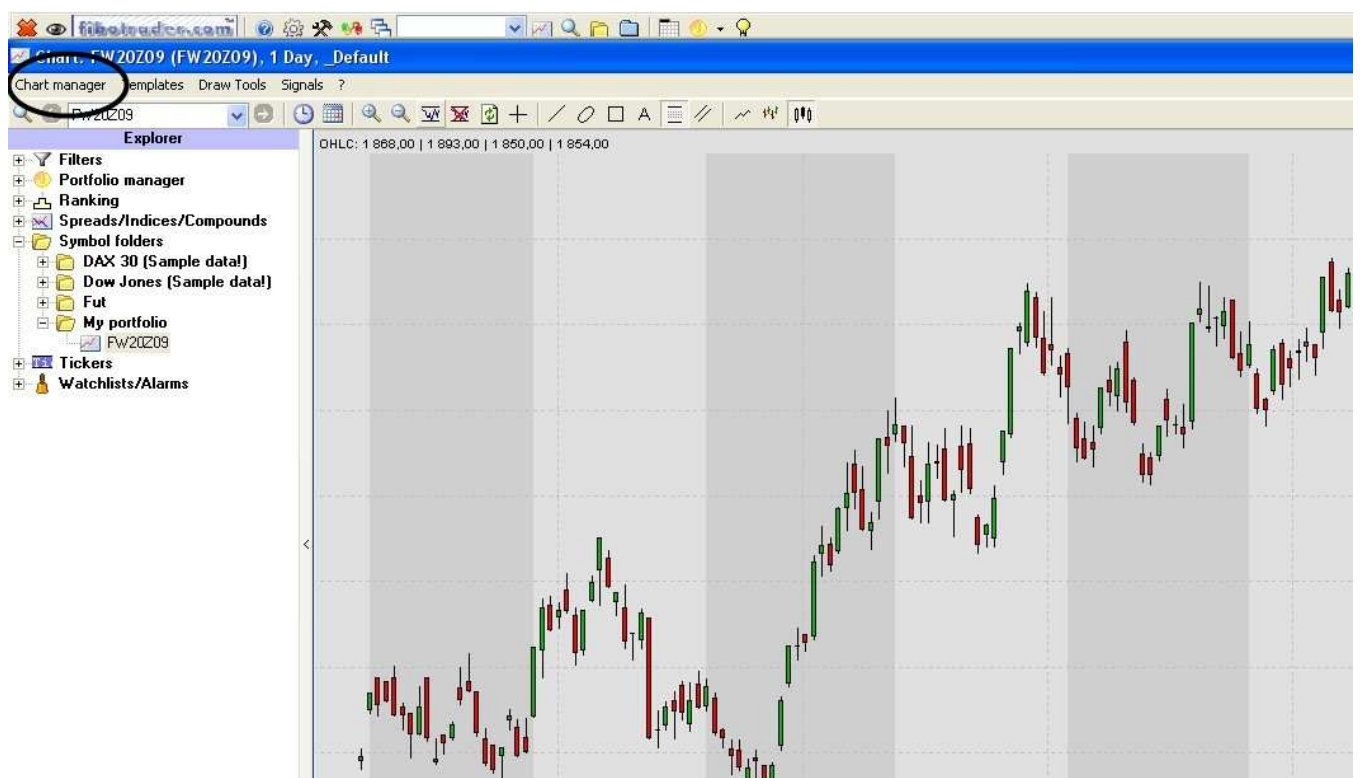 fibotrader.com
Chart: FW20Z09 (FW20Z09), 1 Day, _Default
Chart manager Templates Draw Tools Signals ?
FW20Z09
A
Explorer
OHLC: 1 868,00 | 1 893,00 | 1 850,00 | 1 854,00
Filters
Portfolio manager
Ranking
Spreads/Indices/Compounds
Symbol folders
DAX 30 (Sample data!)
Dow Jones (Sample data!)
Fut
My portfolio
FW20Z09
Tickers
Watchlists/Alarms